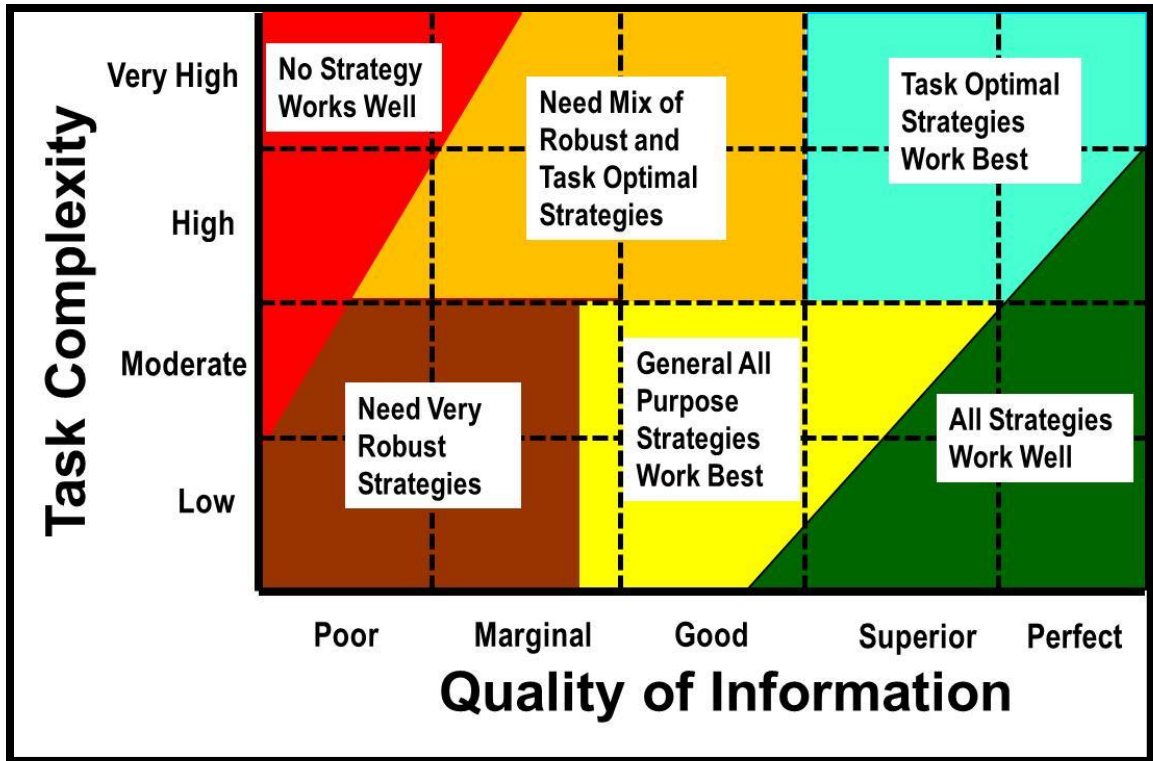 Task Complexity
Very High
High
Moderate
Low
No Strategy
Works Well
Need Mix of
Robust and
Task Optimal
Strategies
Task Optimal
Strategies
Work Best
Need Very
Robust
Strategies
General All
Purpose
Strategies
Work Best
All Strategies
Work Well
Poor
Marginal
Good
Superior
Perfect
Quality of Information